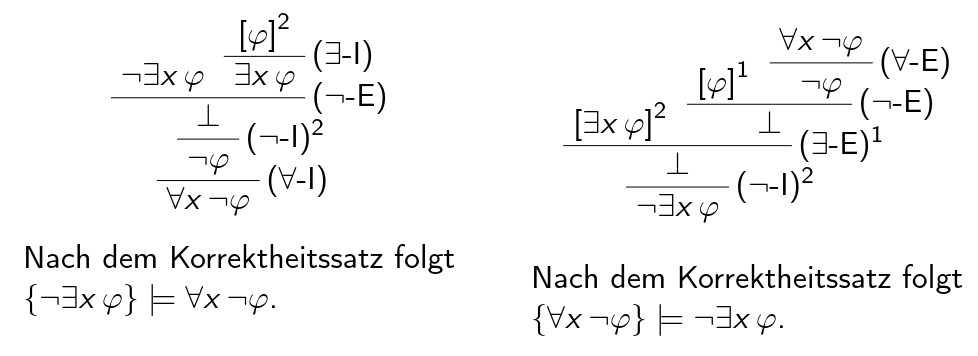 [φ]²
¬∃x φ ∃x φ (∃-I)
⊥ (¬-E)
¬φ (¬-I)²
∀x ¬φ (∀-I)
Nach dem Korrektheitssatz folgt
{¬∃x φ} ⊨ ∀x ¬φ.
∀x ¬φ
[φ]¹ ¬φ (∀-E)
[∃x φ]² ⊥ (¬-E)
⊥ (∃-E)¹
¬∃x φ (¬-I)²
Nach dem Korrektheitssatz folgt
{∀x ¬φ} ⊨ ¬∃x φ.